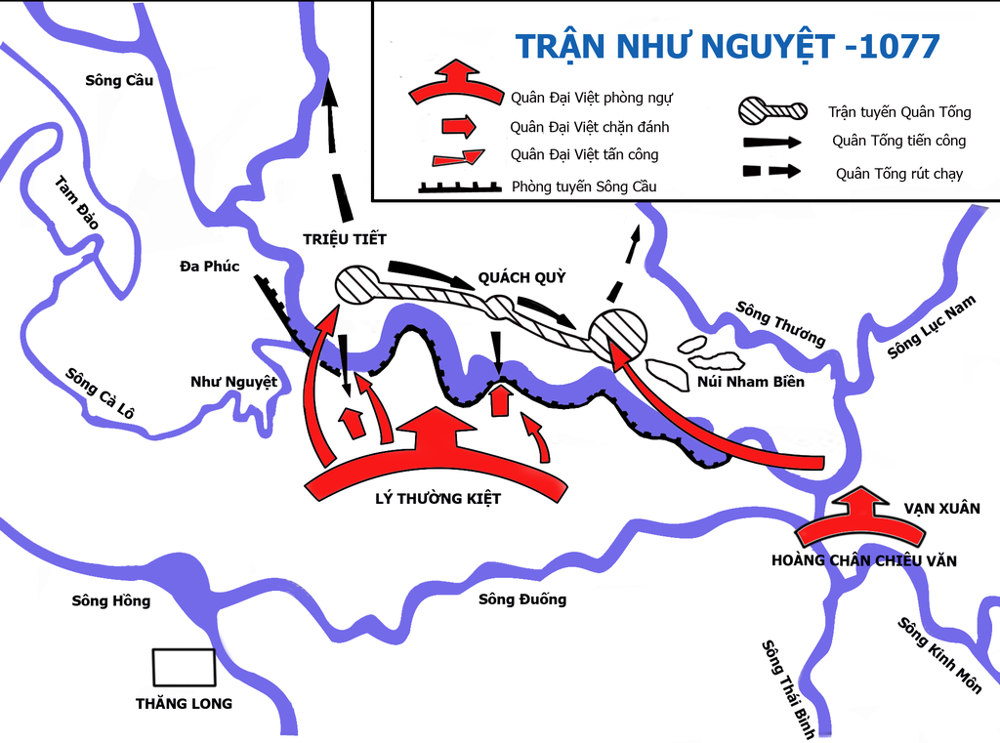 TRẬN NHƯ NGUYỆT -1077
Quân Đại Việt phòng ngự
Quân Đại Việt chặn đánh
Quân Đại Việt tấn công
Phòng tuyến Sông Cầu
Trận tuyến Quân Tống
Quân Tống tiến công
Quân Tống rút chạy
Sông Cầu
Tam Đảo
TRIỆU TIẾT
Đa Phúc
QUÁCH QUỲ
Sông Thương
Sông Lục Nam
Như Nguyệt
Núi Nham Biên
Sông Cà Lô
LÝ THƯỜNG KIỆT
VẠN XUÂN
HOÀNG CHÂN CHIÊU VĂN
Sông Hồng
Sông Đuống
Sông Kinh Môn
Sông Thái Bình
THĂNG LONG